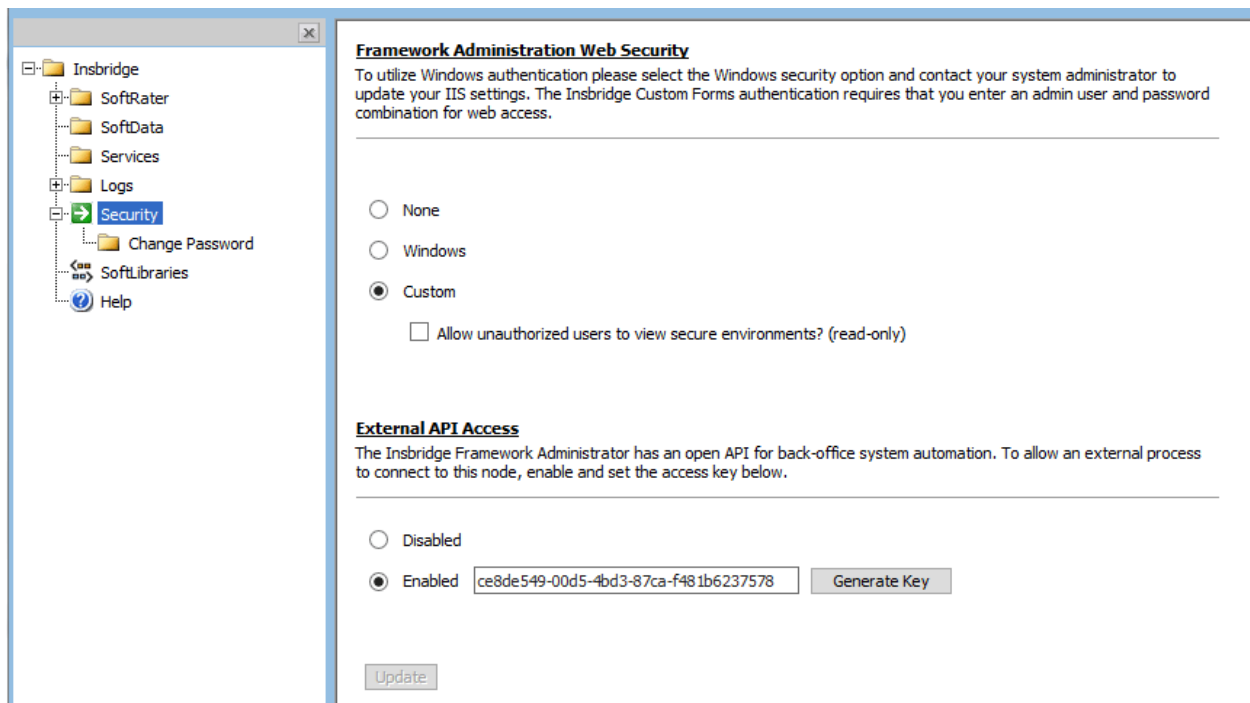 Insbridge
SoftRater
SoftData
Services
Logs
Security
Change Password
SoftLibraries
Help
Framework Administration Web Security
To utilize Windows authentication please select the Windows security option and contact your system administrator to
update your IIS settings. The Insbridge Custom Forms authentication requires that you enter an admin user and password
combination for web access.
None
Windows
Custom
Allow unauthorized users to view secure environments? (read-only)
External API Access
The Insbridge Framework Administrator has an open API for back-office system automation. To allow an external process
to connect to this node, enable and set the access key below.
Disabled
Enabled ce8de549-00d5-4bd3-87ca-f481b6237578 Generate Key
Update